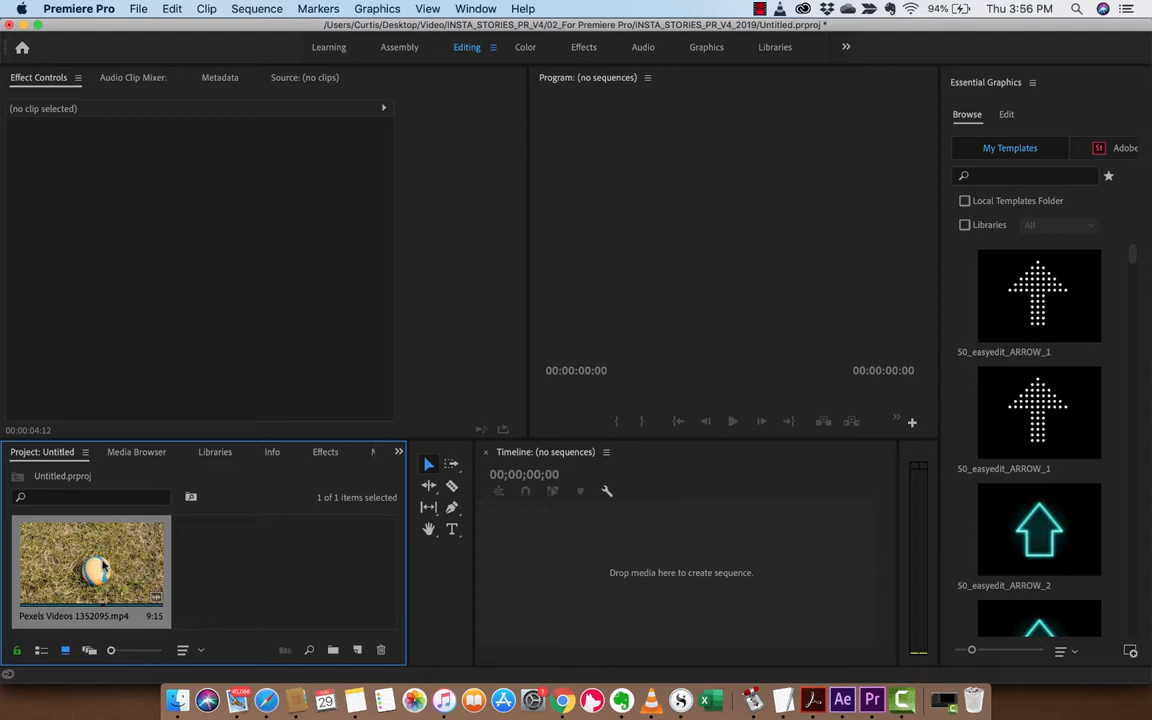 Premiere Pro File Edit Clip Sequence Markers Graphics View Window Help 94% Thu 3:56 PM
/Users/Curtis/Desktop/Video/INSTA_STORIES_PR_V4/02_For Premiere Pro/INSTA_STORIES_PR_V4_2019/Untitled.prproj *
Learning Assembly Editing Color Effects Audio Graphics Libraries
Effect Controls Audio Clip Mixer: Metadata Source: (no clips)
(no clip selected)
00:00:04:12
Program: (no sequences)
00:00:00:00 00:00:00:00
Essential Graphics
Browse Edit
My Templates St Adobe
Local Templates Folder
Libraries All
50_easyedit_ARROW_1
50_easyedit_ARROW_1
50_easyedit_ARROW_2
Project: Untitled Media Browser Libraries Info Effects
Untitled.prproj
1 of 1 items selected
Pexels Videos 1352095.mp4 9:15
Timeline: (no sequences)
00;00;00;00
Drop media here to create sequence.
Ae Pr